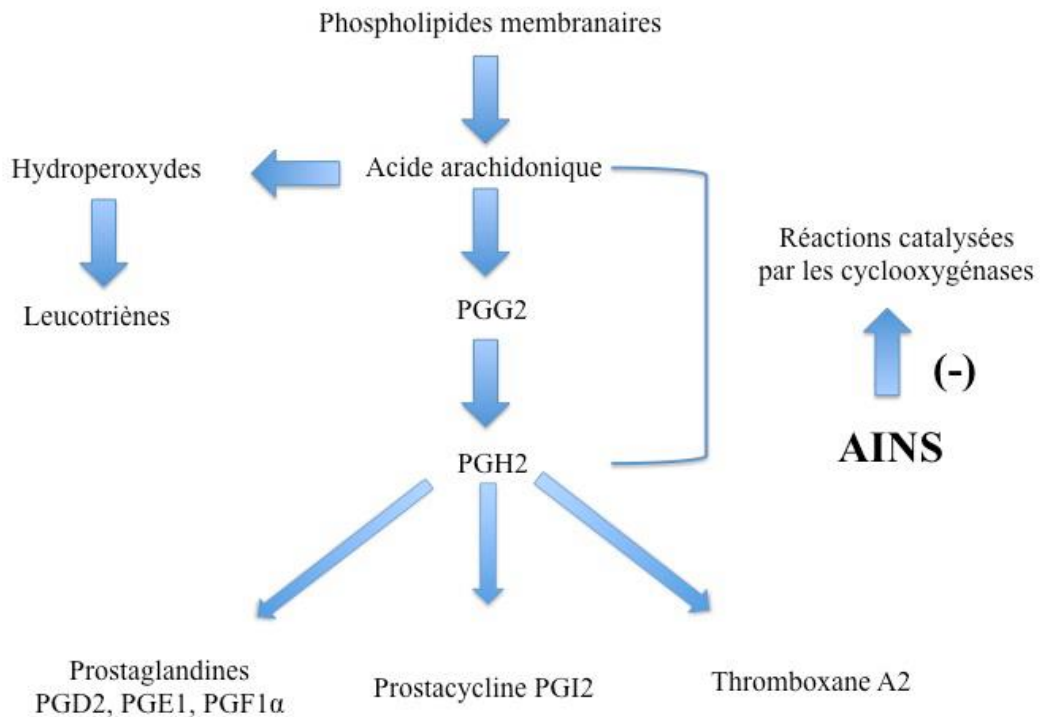 Phospholipides membranaires
Hydroperoxydes
Acide arachidonique
Réactions catalysées
par les cyclooxygénases
Leucotriènes
PGG2
(-)
AINS
PGH2
Prostaglandines
PGD2, PGE1, PGF1α
Prostacycline PGI2
Thromboxane A2